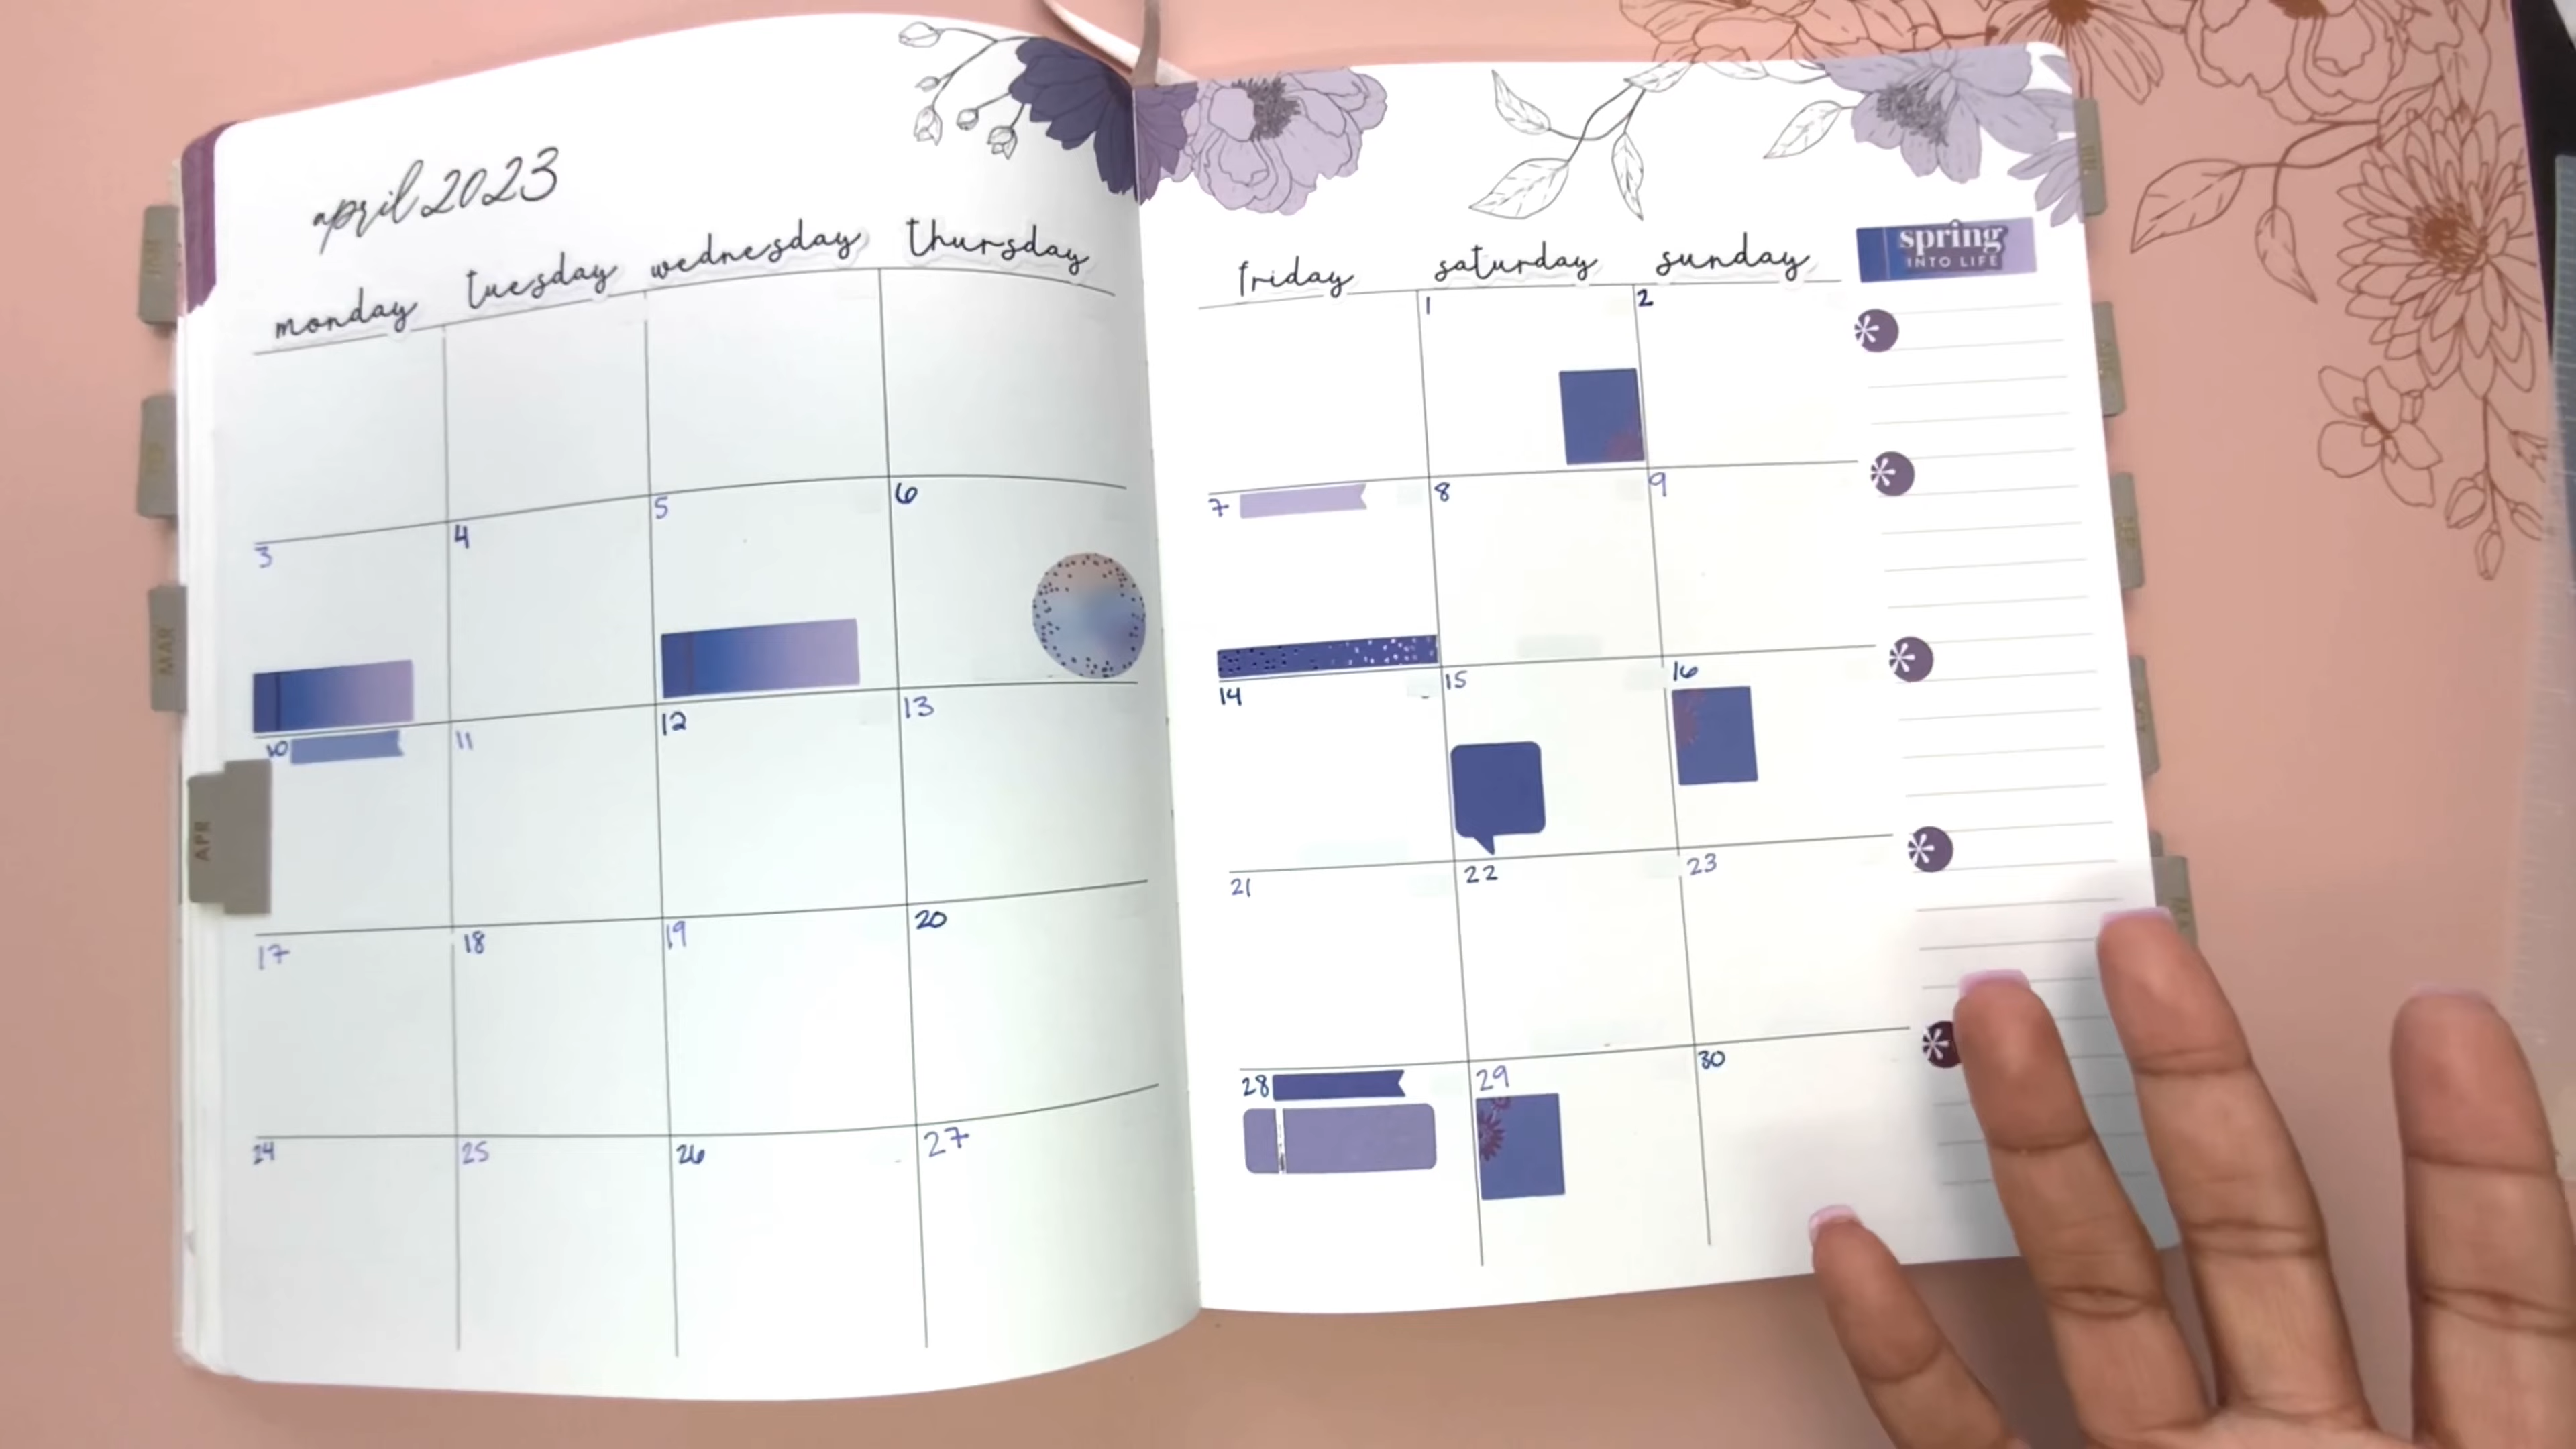 april 2023
monday tuesday wednesday thursday
friday saturday sunday
spring
INTO LIFE
1 2
3 4 5 6
7 8 9
10 11 12 13
14 15 16
17 18 19 20
21 22 23
24 25 26 27
28 29 30
MAR
APR